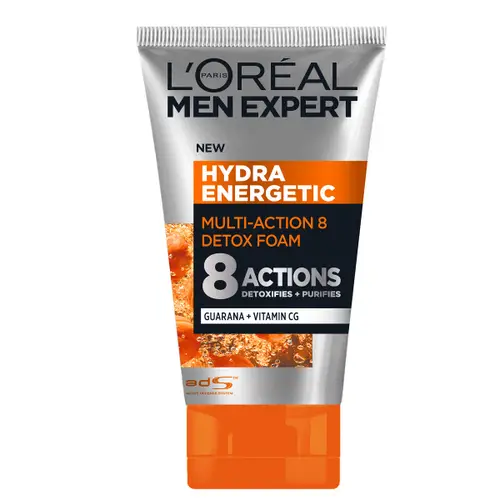 L'ORÉAL
PARIS
MEN EXPERT
NEW
HYDRA
ENERGETIC
MULTI-ACTION 8
DETOX FOAM
8 ACTIONS
DETOXIFIES + PURIFIES
GUARANA + VITAMIN CG
adS™